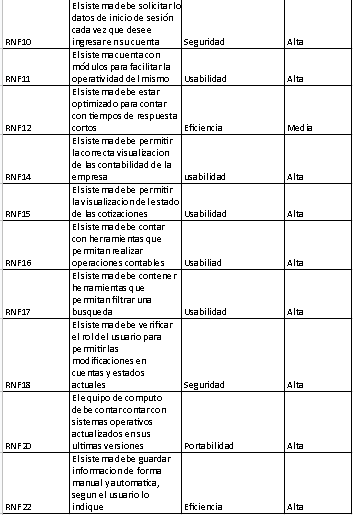 El sistema debe solicitar lo
datos de inicio de sesión
cada vez que desee
RNF10 ingresar en su cuenta Seguridad Alta
El sistema cuenta con
módulos para facilitar la
RNF11 operatividad del mismo Usabilidad Alta
El sistema debe estar
optimizado para contar
con tiempos de respuesta
RNF12 cortos Eficiencia Media
El sistema debe permitir
la correcta visualizacion
de las contabilidad de la
RNF14 empresa usabilidad Alta
El sistema debe permitir
la visualizacion del estado
RNF15 de las cotizaciones Usabilidad Alta
El sistema debe contar
con herramientas que
permitan realizar
RNF16 operaciones contables Usabiliad Alta
El sistema debe contener
herramientas que
permitan filtrar una
RNF17 busqueda Usabilidad Alta
El sistema debe verificar
el rol del usuario para
permitir las
modificaciones en
cuentas y estados
RNF18 actuales Seguridad Alta
El equipo de computo
debe contar contar con
sistemas operativos
actualizados en sus
RNF20 ultimas versiones Portabilidad Alta
El sistema debe guardar
informacion de forma
manual y automatica,
segun el usuario lo
RNF22 indique Eficiencia Alta